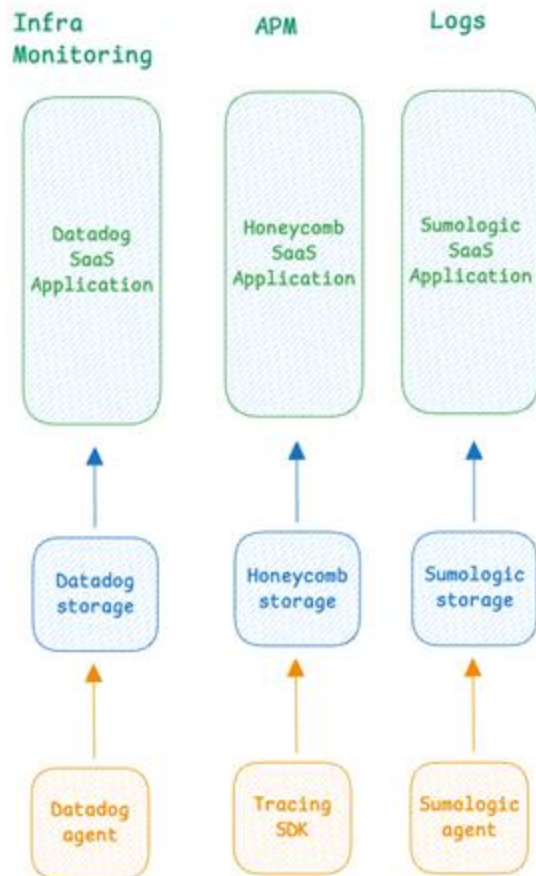 Infra
Monitoring
APM
Logs
Datadog
SaaS
Application
Honeycomb
SaaS
Application
Sumologic
SaaS
Application
Datadog
storage
Honeycomb
storage
Sumologic
storage
Datadog
agent
Tracing
SDK
Sumologic
agent